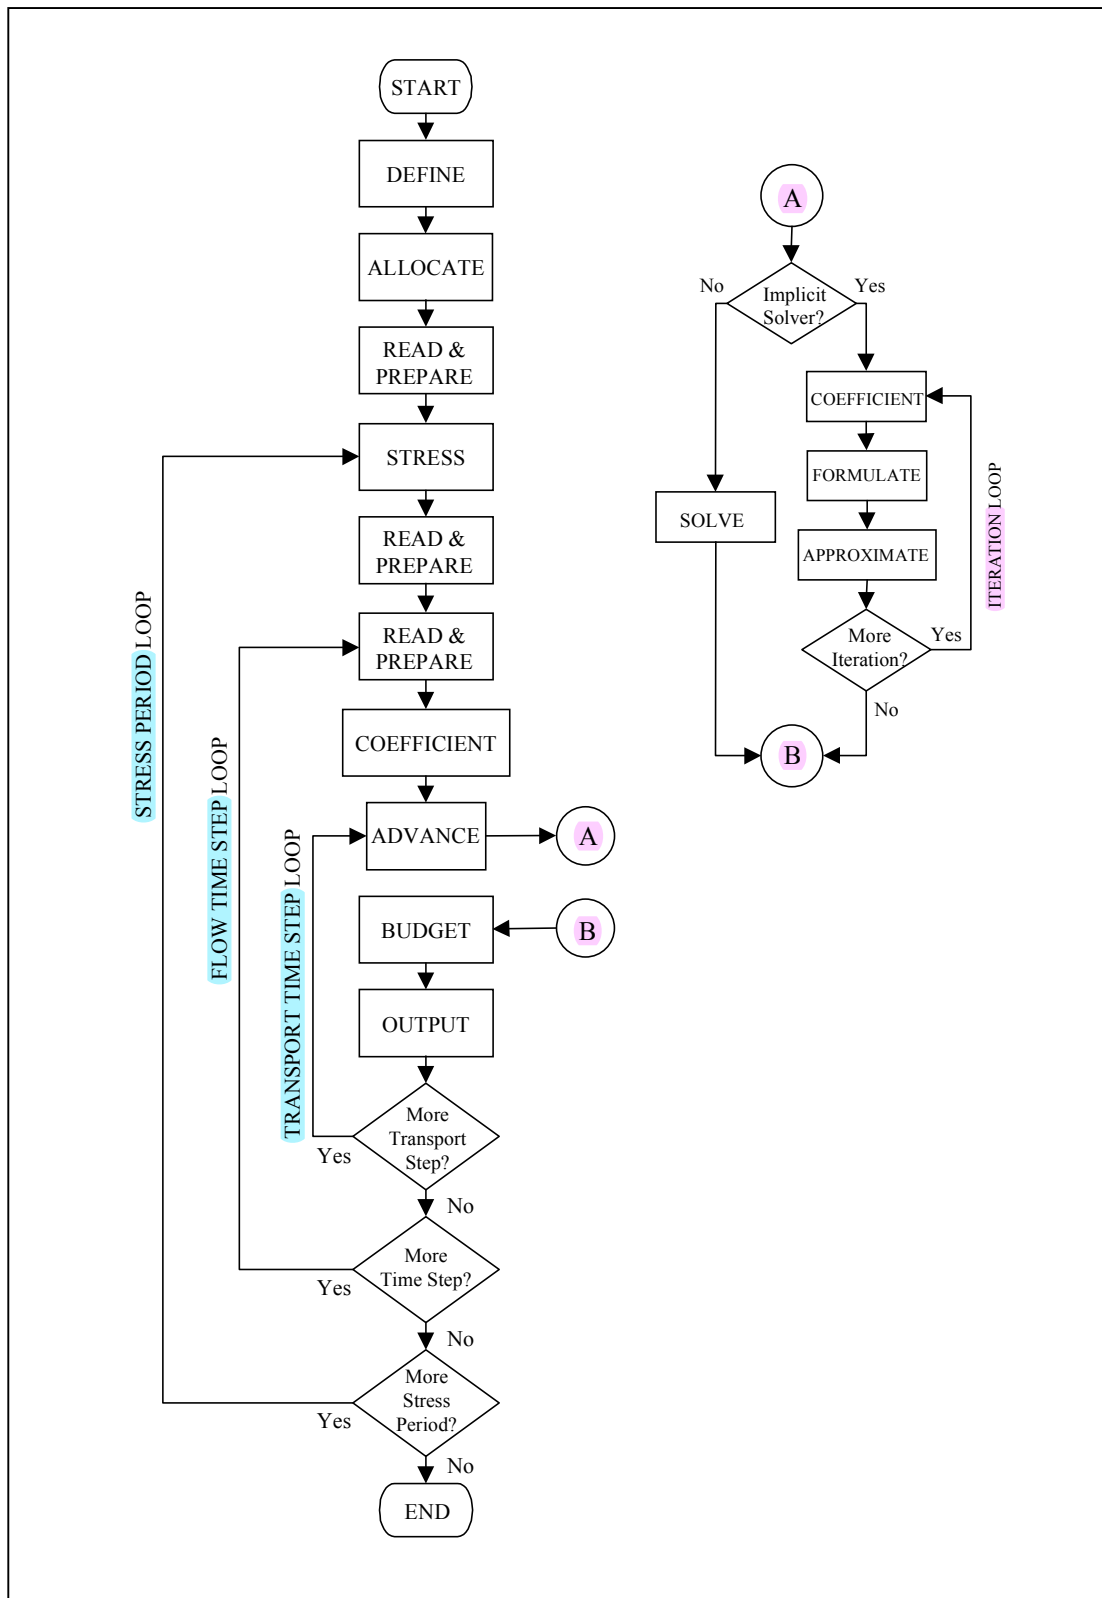 START
DEFINE
ALLOCATE
READ &
PREPARE
STRESS
READ &
PREPARE
READ &
PREPARE
COEFFICIENT
ADVANCE
A
BUDGET
B
OUTPUT
More
Transport
Step?
Yes
No
More
Time Step?
Yes
No
More
Stress
Period?
Yes
No
END
STRESS PERIOD LOOP
FLOW TIME STEP LOOP
TRANSPORT TIME STEP LOOP
A
No
Implicit
Solver?
Yes
COEFFICIENT
FORMULATE
SOLVE
APPROXIMATE
ITERATION LOOP
More
Iteration?
Yes
No
B